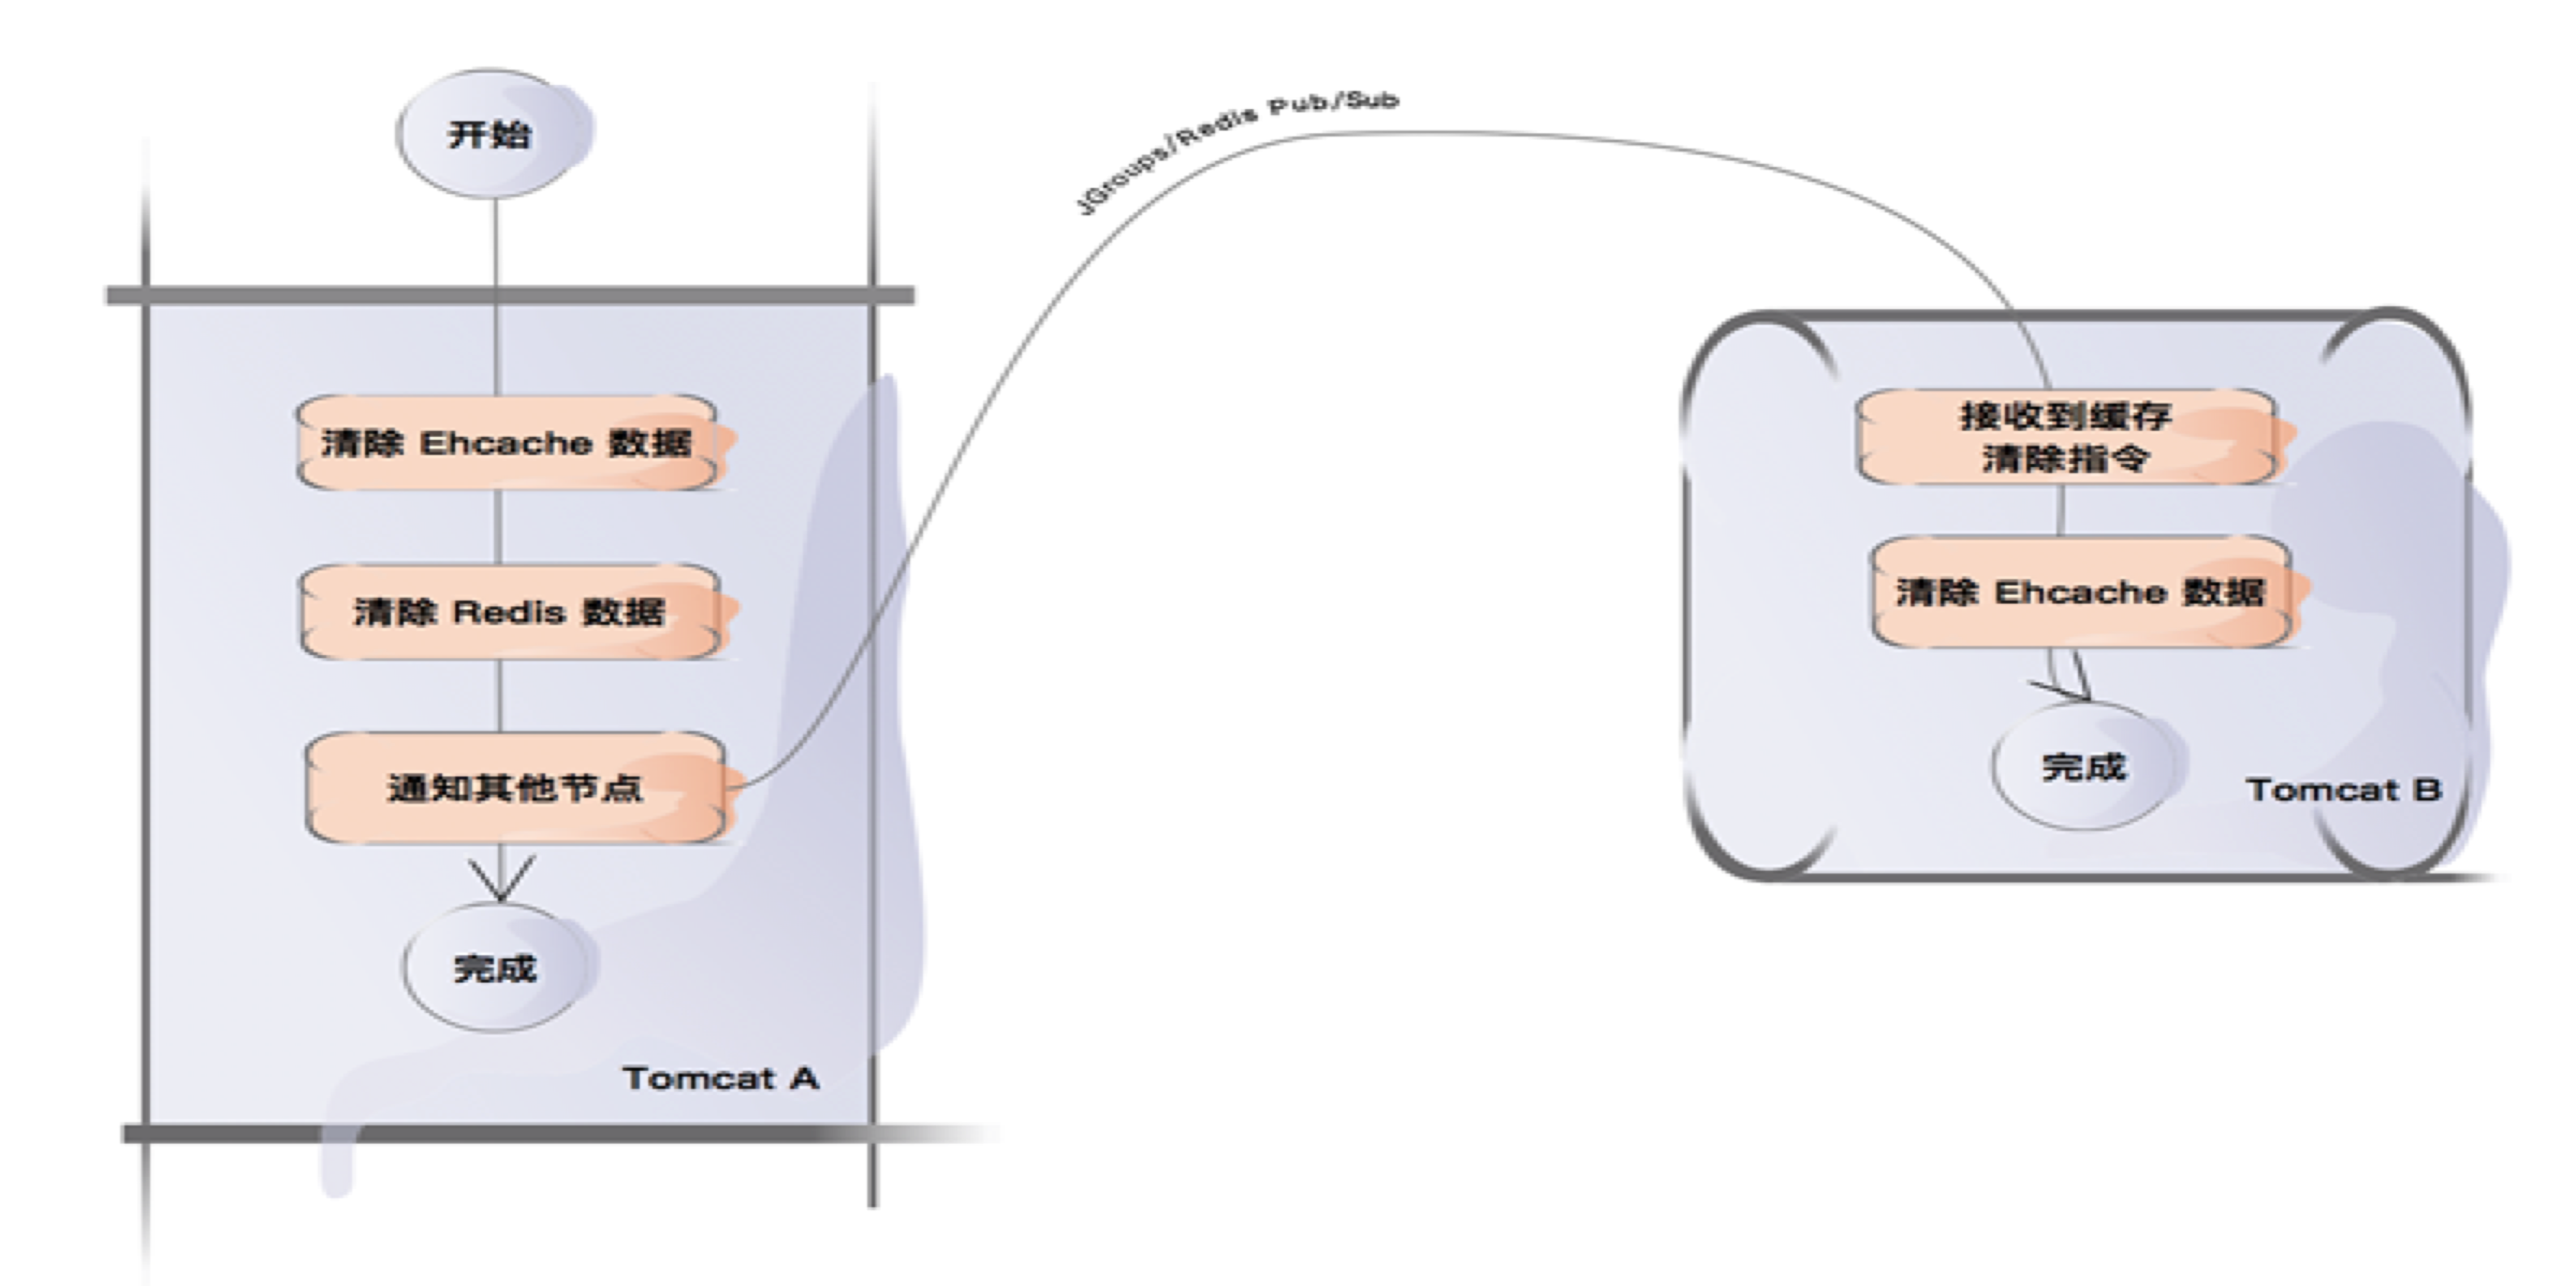 开始
清除 Ehcache 数据
清除 Redis 数据
通知其他节点
完成
Tomcat A
JGroups/Redis Pub./Sub
接收到缓存
清除指令
清除 Ehcache 数据
完成
Tomcat B